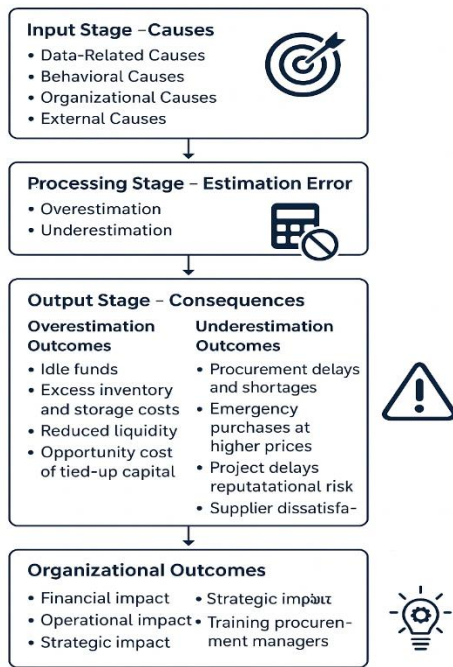 Input Stage –Causes
• Data-Related Causes
• Behavioral Causes
• Organizational Causes
• External Causes
Processing Stage – Estimation Error
• Overestimation
• Underestimation
Output Stage – Consequences
Overestimation
Outcomes
• Idle funds
• Excess inventory
and storage costs
• Reduced liquidity
• Opportunity cost
of tied-up capital
Underestimation
Outcomes
• Procurement delays
and shortages
• Emergency
purchases at
higher prices
• Project delays
reputatational risk
• Supplier dissatisfa-
Organizational Outcomes
• Financial impact
• Operational impact
• Strategic impact
• Strategic
• Training procuren-
ment managers